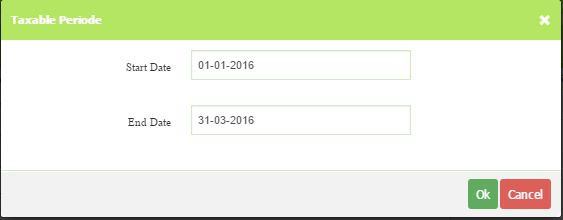 Taxable Periode ×
Start Date 01-01-2016
End Date 31-03-2016
Ok Cancel